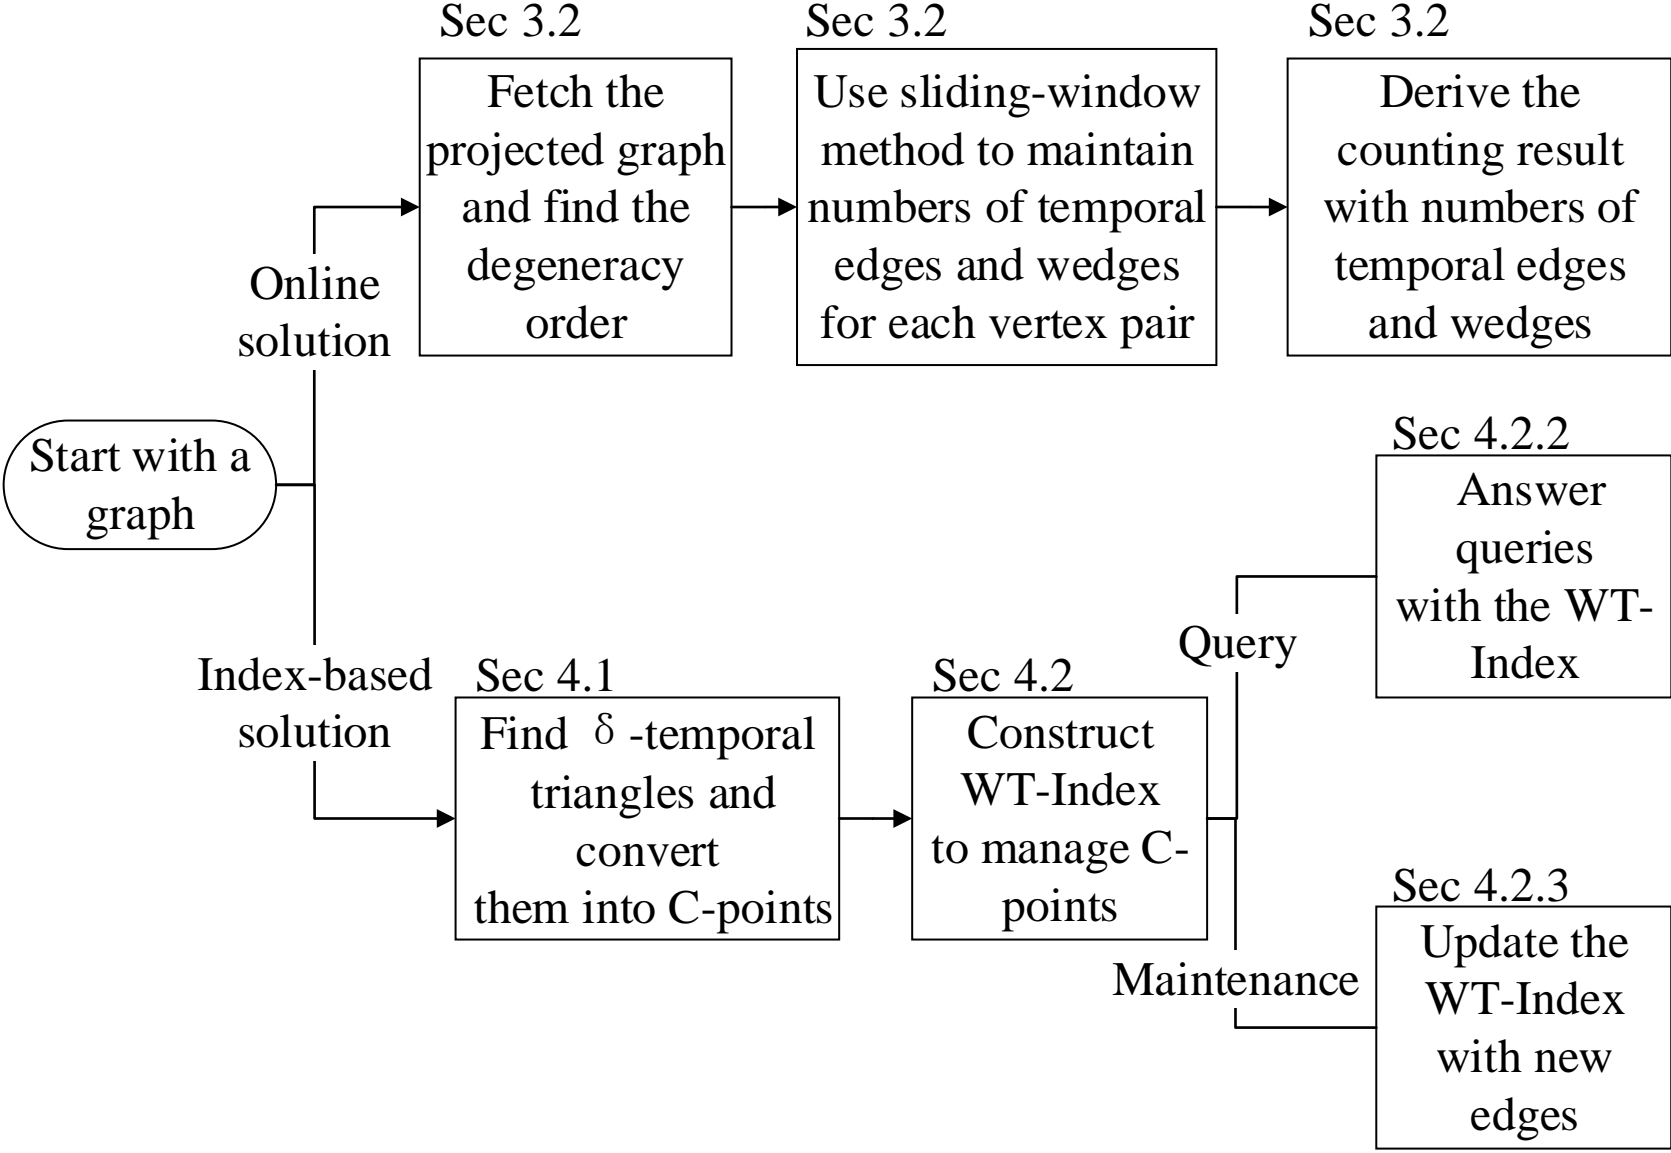 Sec 3.2
Fetch the
projected graph
and find the
degeneracy
order
Sec 3.2
Use sliding-window
method to maintain
numbers of temporal
edges and wedges
for each vertex pair
Sec 3.2
Derive the
counting result
with numbers of
temporal edges
and wedges
Online
solution
Start with a
graph
Index-based
solution
Sec 4.1
Find δ-temporal
triangles and
convert
them into C-points
Sec 4.2
Construct
WT-Index
to manage C-
points
Query
Sec 4.2.2
Answer
queries
with the WT-
Index
Maintenance
Sec 4.2.3
Update the
WT-Index
with new
edges